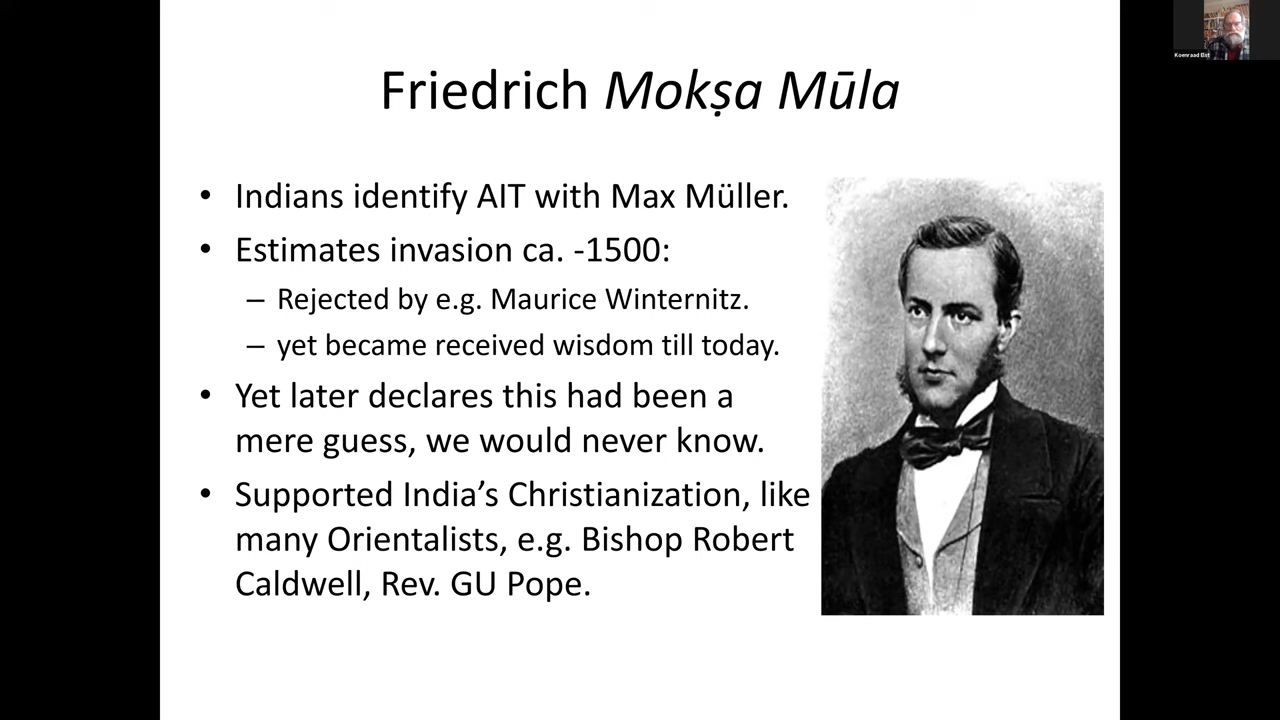 Friedrich Mokṣa Mūla
• Indians identify AIT with Max Müller.
• Estimates invasion ca. -1500:
– Rejected by e.g. Maurice Winternitz.
– yet became received wisdom till today.
• Yet later declares this had been a
mere guess, we would never know.
• Supported India’s Christianization, like
many Orientalists, e.g. Bishop Robert
Caldwell, Rev. GU Pope.
Koenraad Elst